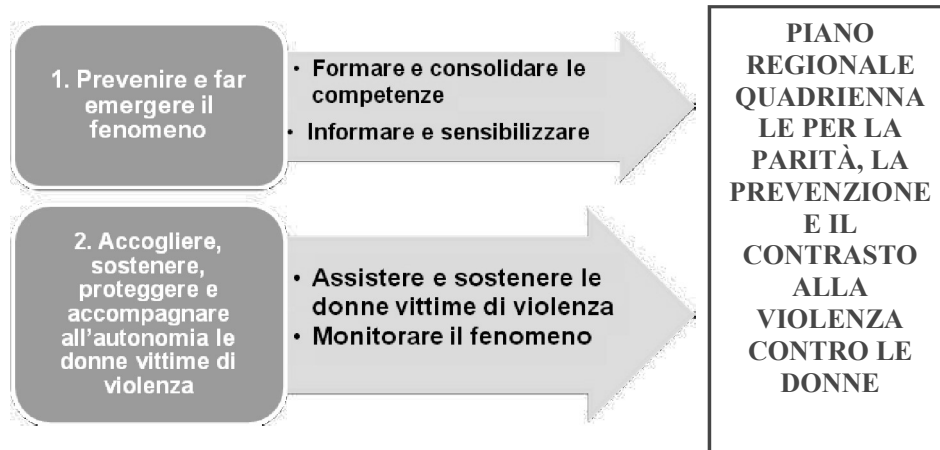 1. Prevenire e far
emergere il
fenomeno
• Formare e consolidare le
competenze
• Informare e sensibilizzare
2. Accogliere,
sostenere,
proteggere e
accompagnare
all'autonomia le
donne vittime di
violenza
• Assistere e sostenere le
donne vittime di violenza
• Monitorare il fenomeno
PIANO
REGIONALE
QUADRIENNA
LE PER LA
PARITÀ, LA
PREVENZIONE
E IL
CONTRASTO
ALLA
VIOLENZA
CONTRO LE
DONNE